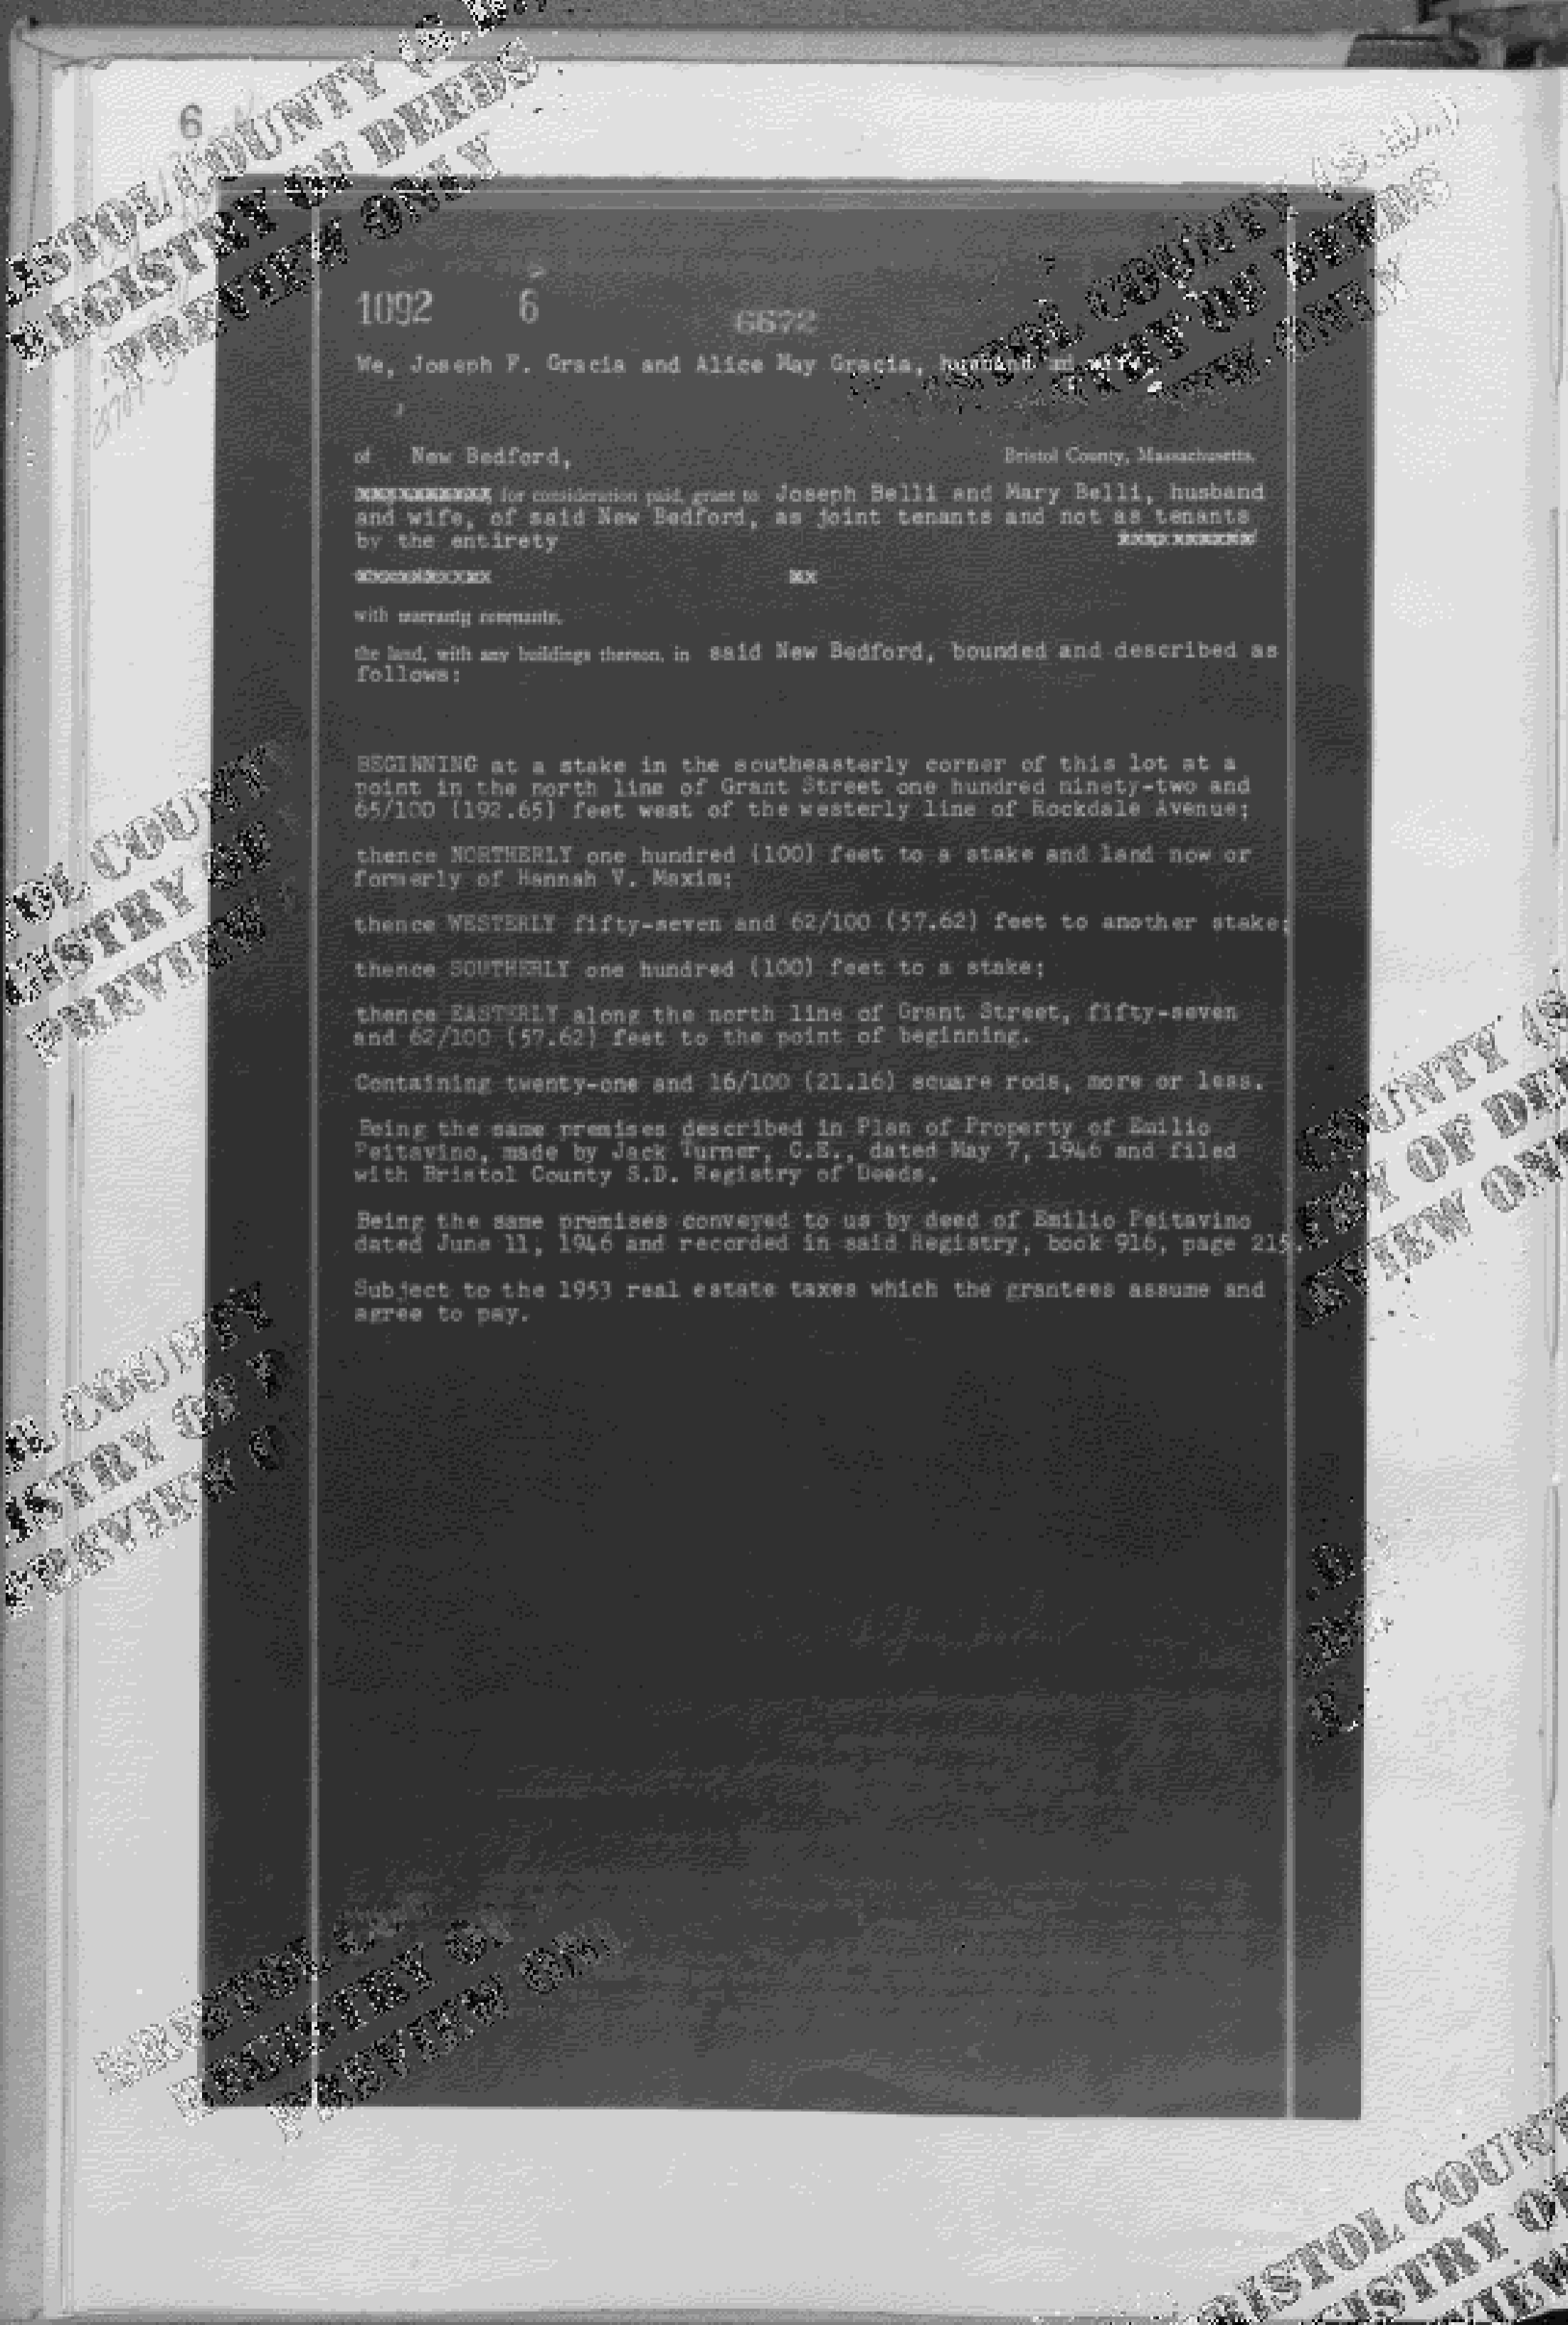 6
BRISTOL COUNTY (S.D.)
REGISTRY OF DEEDS
PREVIEW ONLY
1092 6 6672
We, Joseph F. Gracia and Alice May Gracia, husband and wife,
of New Bedford, Bristol County, Massachusetts,
for consideration paid, grant to Joseph Belli and Mary Belli, husband
and wife, of said New Bedford, as joint tenants and not as tenants
by the entirety
with warranty covenants,
the land, with any buildings thereon, in said New Bedford, bounded and described as
follows:
BEGINNING at a stake in the southeasterly corner of this lot at a
point in the north line of Grant Street one hundred ninety-two and
65/100 (192.65) feet west of the westerly line of Rockdale Avenue;
thence NORTHERLY one hundred (100) feet to a stake and land now or
formerly of Hannah V. Maxim;
thence WESTERLY fifty-seven and 62/100 (57.62) feet to another stake;
thence SOUTHERLY one hundred (100) feet to a stake;
thence EASTERLY along the north line of Grant Street, fifty-seven
and 62/100 (57.62) feet to the point of beginning.
Containing twenty-one and 16/100 (21.16) square rods, more or less.
Being the same premises described in Plan of Property of Emilio
Peitavino, made by Jack Turner, C.E., dated May 7, 1946 and filed
with Bristol County S.D. Registry of Deeds.
Being the same premises conveyed to us by deed of Emilio Peitavino
dated June 11, 1946 and recorded in said Registry, book 916, page 215.
Subject to the 1953 real estate taxes which the grantees assume and
agree to pay.